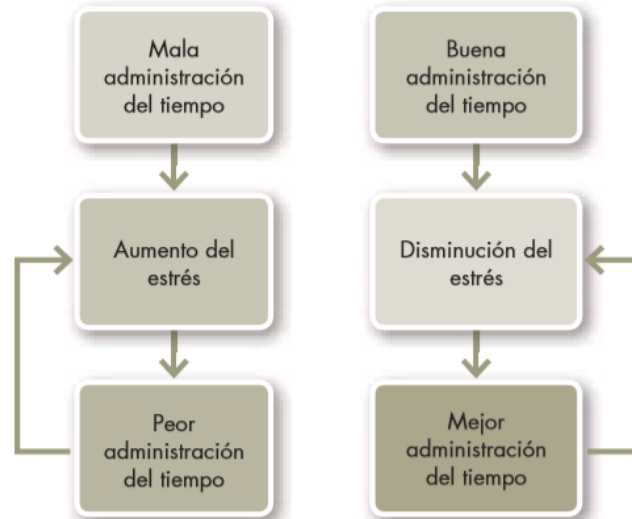 Mala
administración
del tiempo
Buena
administración
del tiempo
Aumento del
estrés
Disminución del
estrés
Peor
administración
del tiempo
Mejor
administración
del tiempo